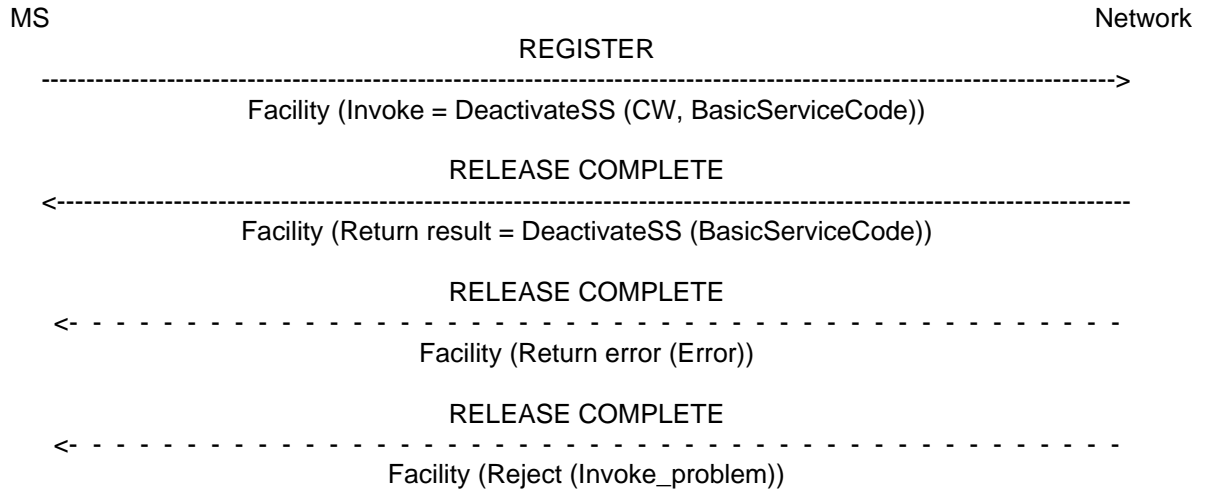 MS Network
REGISTER
Facility (Invoke = DeactivateSS (CW, BasicServiceCode))
RELEASE COMPLETE
Facility (Return result = DeactivateSS (BasicServiceCode))
RELEASE COMPLETE
Facility (Return error (Error))
RELEASE COMPLETE
Facility (Reject (Invoke_problem))